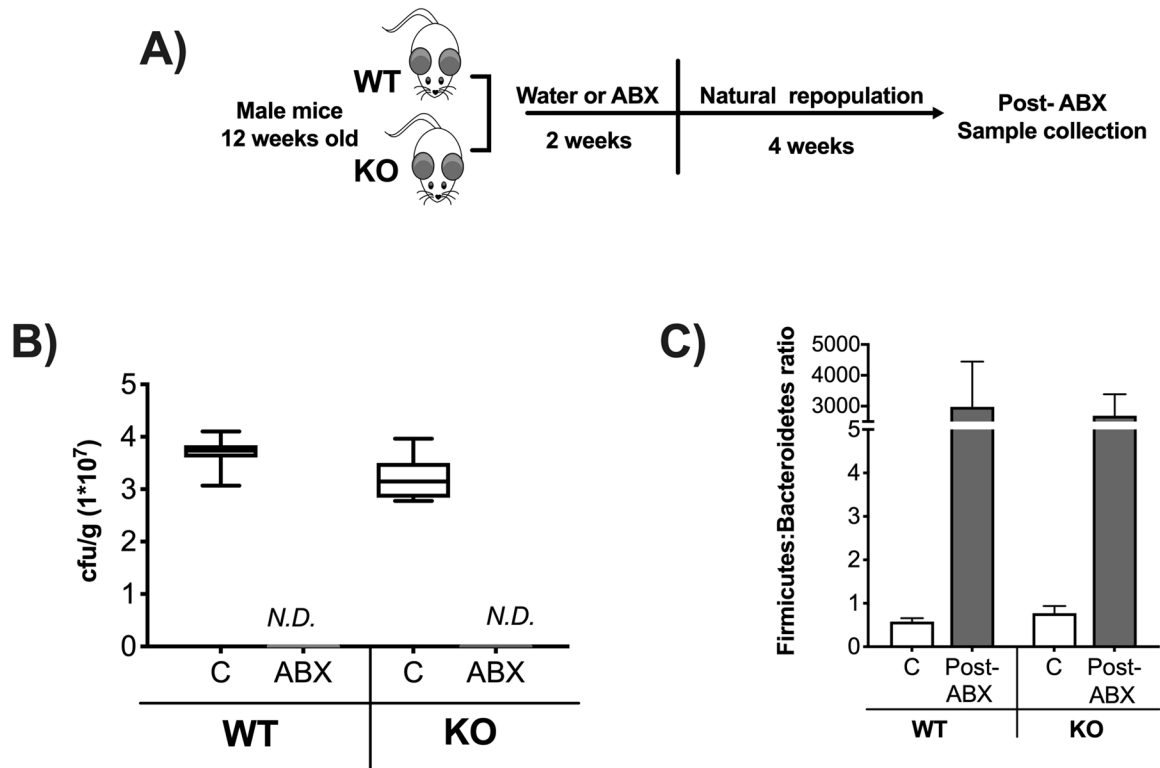 A)
WT
KO
Male mice
12 weeks old
Water or ABX
2 weeks
Natural repopulation
4 weeks
Post- ABX
Sample collection
B)
cfu/g (1*10⁷)
5
4
3
2
1
0
N.D.
N.D.
C
ABX
C
ABX
WT
KO
C)
Firmicutes:Bacteroidetes ratio
5000
4000
3000
5
4
3
2
1
0
C
Post-
ABX
C
Post-
ABX
WT
KO